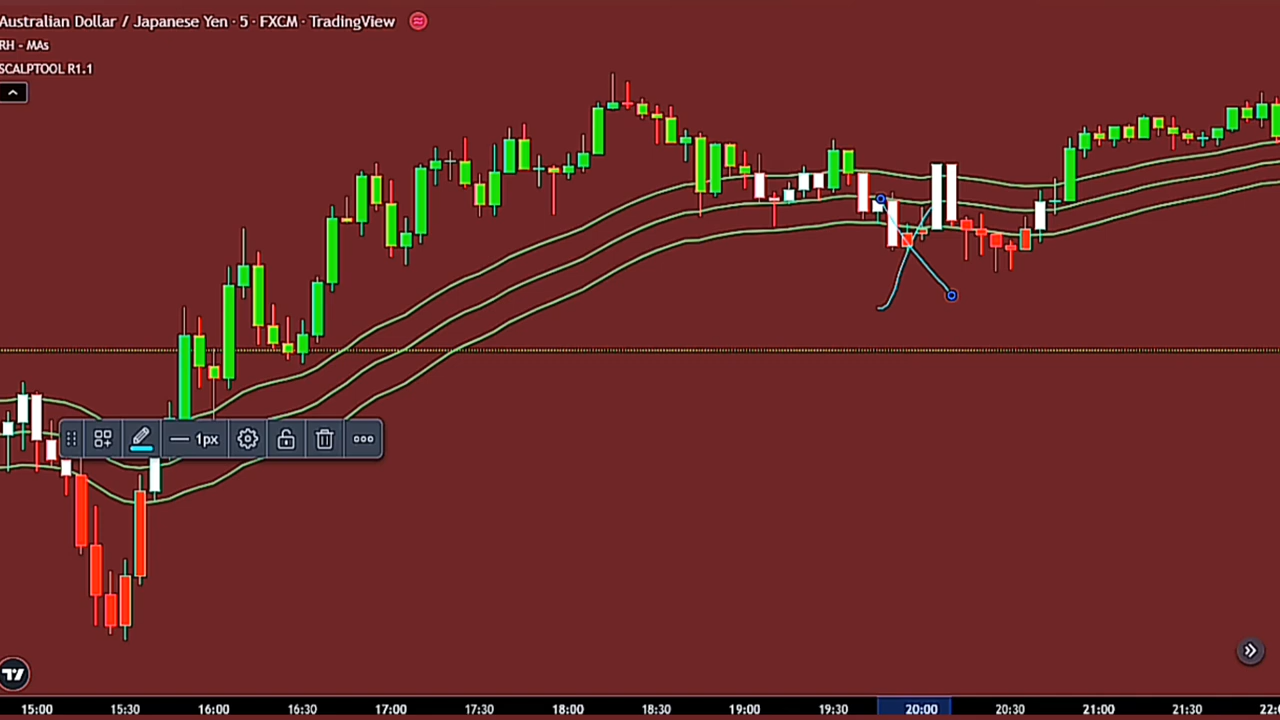 Australian Dollar / Japanese Yen · 5 · FXCM · TradingView
RH - MAs
SCALPTOOL R1.1
1px
15:00 15:30 16:00 16:30 17:00 17:30 18:00 18:30 19:00 19:30 20:00 20:30 21:00 21:30 22:0